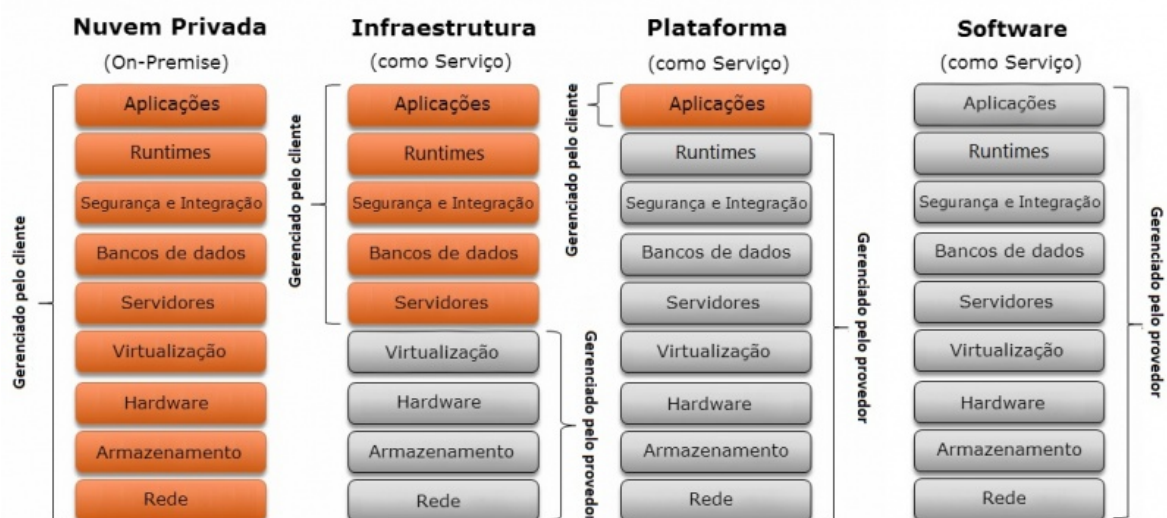 Nuvem Privada
(On-Premise)
Gerenciado pelo cliente
Aplicações
Runtimes
Segurança e Integração
Bancos de dados
Servidores
Virtualização
Hardware
Armazenamento
Rede
Infraestrutura
(como Serviço)
Gerenciado pelo cliente
Aplicações
Runtimes
Segurança e Integração
Bancos de dados
Servidores
Virtualização
Hardware
Armazenamento
Rede
Gerenciado pelo provedor
Plataforma
(como Serviço)
Gerenciado pelo cliente
Aplicações
Runtimes
Segurança e Integração
Bancos de dados
Servidores
Virtualização
Hardware
Armazenamento
Rede
Gerenciado pelo provedor
Software
(como Serviço)
Aplicações
Runtimes
Segurança e Integração
Bancos de dados
Servidores
Virtualização
Hardware
Armazenamento
Rede
Gerenciado pelo provedor